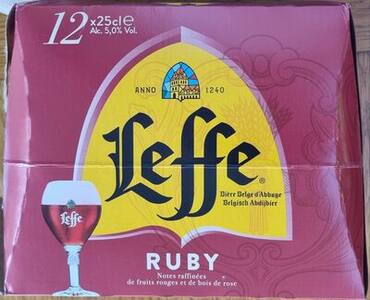 12 x25cl e
Alc. 5,0% Vol.
ANNO 1240
Leffe®
Bière Belge d'Abbaye
Belgisch Abdijbier
Leffe
RUBY
Notes raffinées
de fruits rouges et de bois de rose